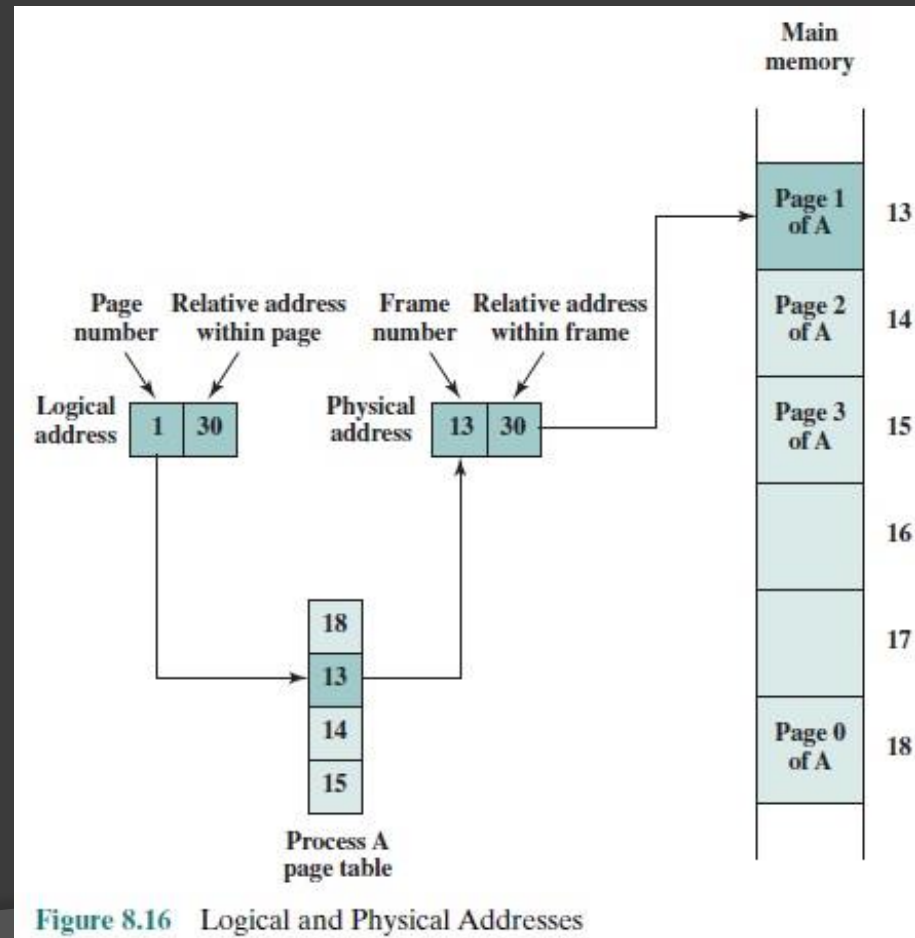 Main
memory
Page 1
of A
13
Page 2
of A
14
Page 3
of A
15
16
17
Page 0
of A
18
Page
number
Relative address
within page
Frame
number
Relative address
within frame
Logical
address
1 30
Physical
address
13 30
18
13
14
15
Process A
page table
Figure 8.16 Logical and Physical Addresses